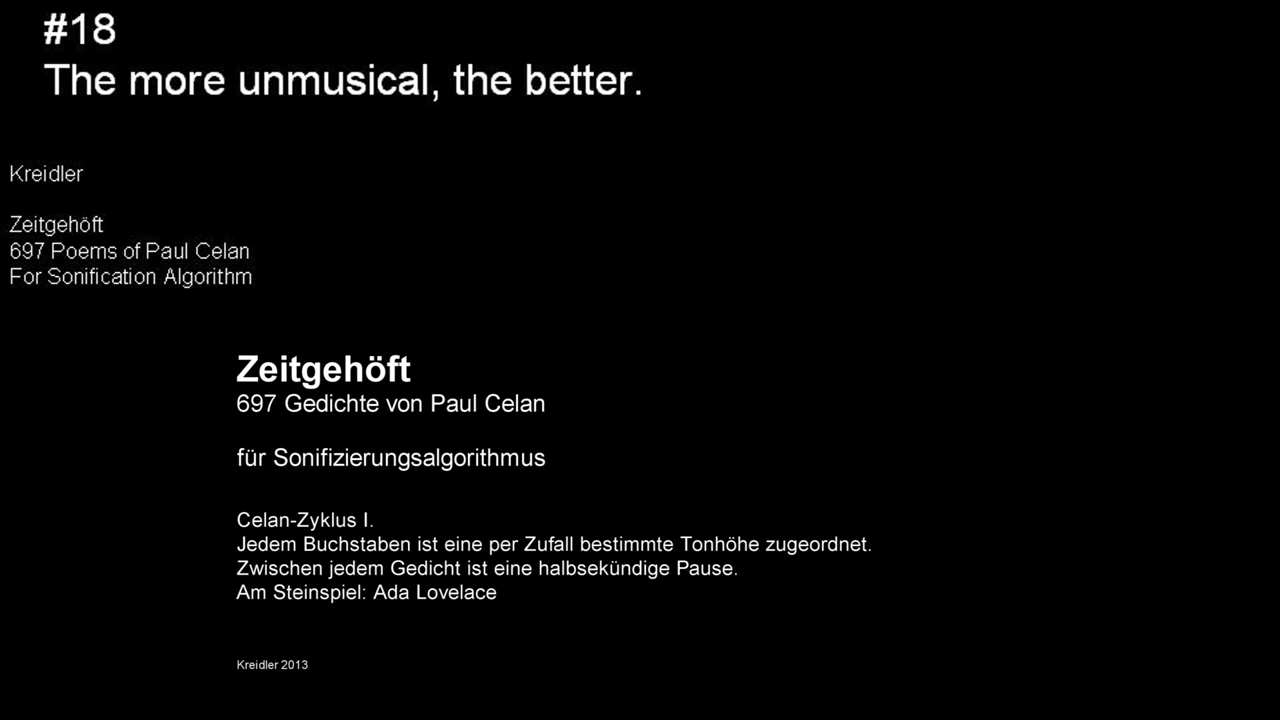 #18
The more unmusical, the better.
Kreidler
Zeitgehöft
697 Poems of Paul Celan
For Sonification Algorithm
Zeitgehöft
697 Gedichte von Paul Celan
für Sonifizierungsalgorithmus
Celan-Zyklus I.
Jedem Buchstaben ist eine per Zufall bestimmte Tonhöhe zugeordnet.
Zwischen jedem Gedicht ist eine halbsekündige Pause.
Am Steinspiel: Ada Lovelace
Kreidler 2013